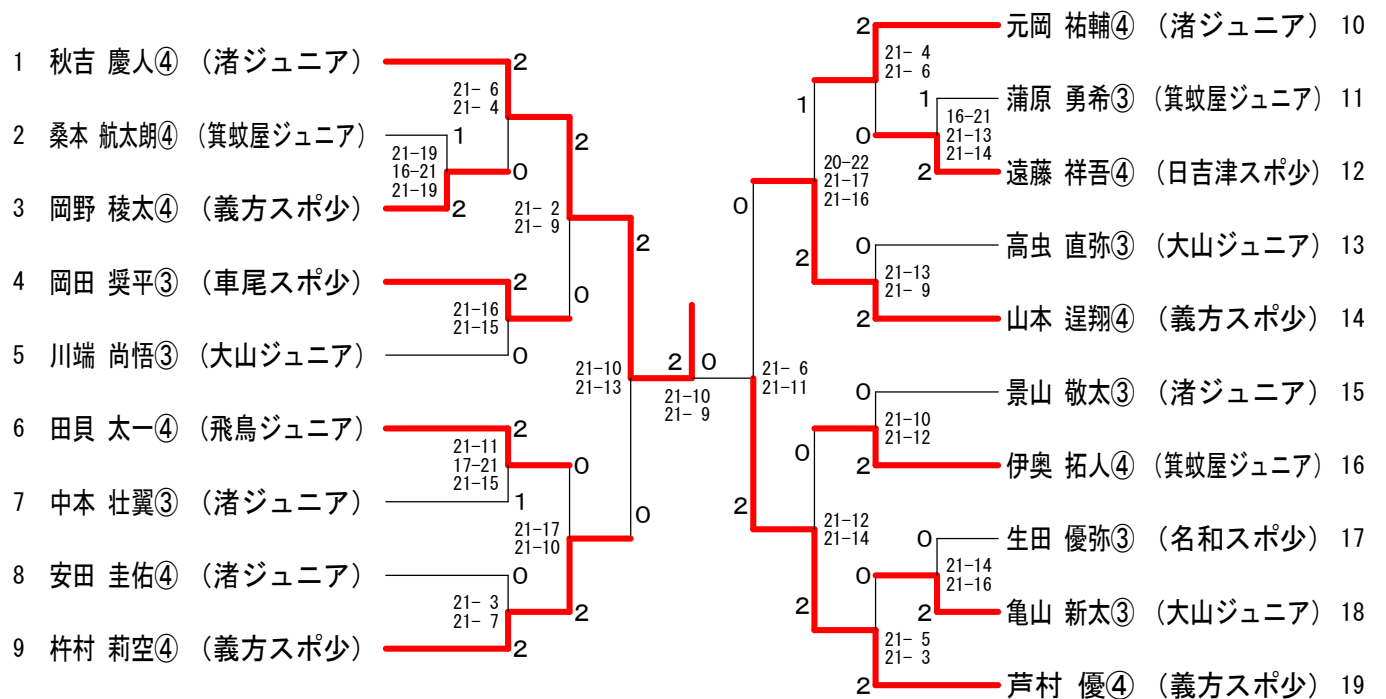 1 秋吉 慶人④ （渚ジュニア） 2
21- 6
21- 4
2 桑本 航太朗④ （箕蚊屋ジュニア） 1
21-19
16-21
21-19
0
3 岡野 稜太④ （義方スポ少） 2
2
21- 2
21- 9
4 岡田 奨平③ （車尾スポ少） 2
21-16
21-15
0
5 川端 尚悟③ （大山ジュニア） 0
2
21-10
21-13
6 田貝 太一④ （飛鳥ジュニア） 2
21-11
17-21
21-15
0
7 中本 壮翼③ （渚ジュニア） 1
21-17
21-10
0
8 安田 圭佑④ （渚ジュニア） 0
21- 3
21- 7
2
9 杵村 莉空④ （義方スポ少） 2
2 0
21-10
21- 9
2 元岡 祐輔④ （渚ジュニア） 10
21- 4
21- 6
1
1 蒲原 勇希③ （箕蚊屋ジュニア） 11
16-21
21-13
21-14
0
2 遠藤 祥吾④ （日吉津スポ少） 12
20-22
21-17
21-16
0
0 高虫 直弥③ （大山ジュニア） 13
21-13
21- 9
2
2 山本 逞翔④ （義方スポ少） 14
21- 6
21-11
0 景山 敬太③ （渚ジュニア） 15
21-10
21-12
0
2 伊奥 拓人④ （箕蚊屋ジュニア） 16
2
21-12
21-14
0 生田 優弥③ （名和スポ少） 17
21-14
21-16
0
2 亀山 新太③ （大山ジュニア） 18
2
21- 5
21- 3
2 芦村 優④ （義方スポ少） 19